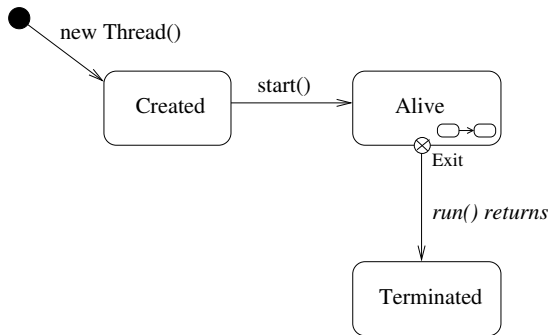 new Thread()
Created
start()
Alive
Exit
run() returns
Terminated